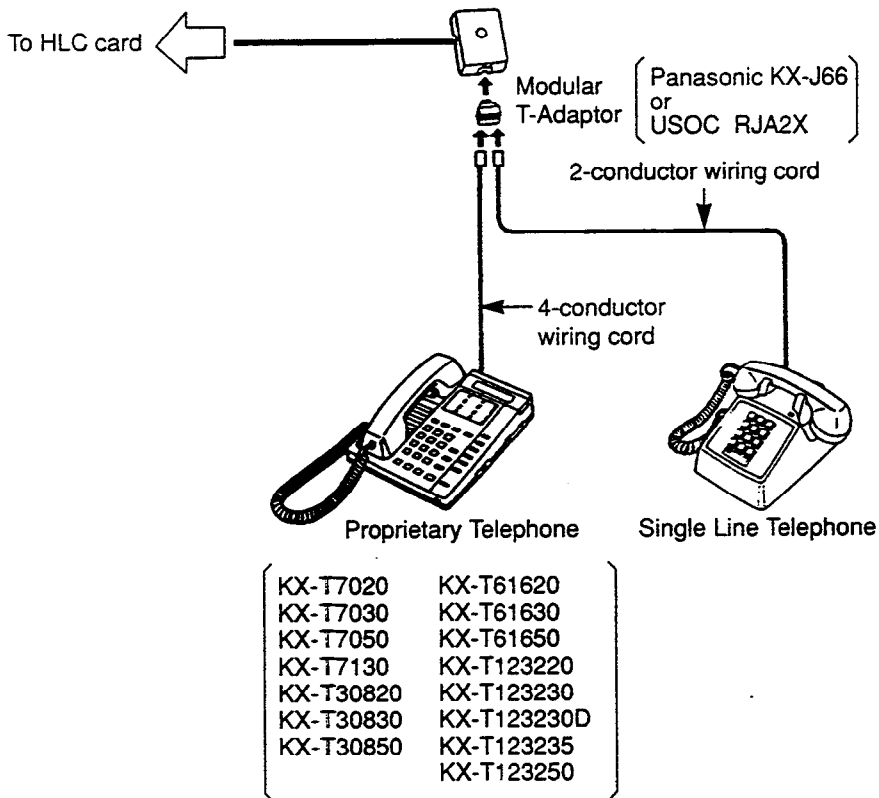 To HLC card
Modular
T-Adaptor
Panasonic KX-J66
or
USOC RJA2X
2-conductor wiring cord
4-conductor
wiring cord
Proprietary Telephone
Single Line Telephone
KX-T7020 KX-T61620
KX-T7030 KX-T61630
KX-T7050 KX-T61650
KX-T7130 KX-T123220
KX-T30820 KX-T123230
KX-T30830 KX-T123230D
KX-T30850 KX-T123235
KX-T123250